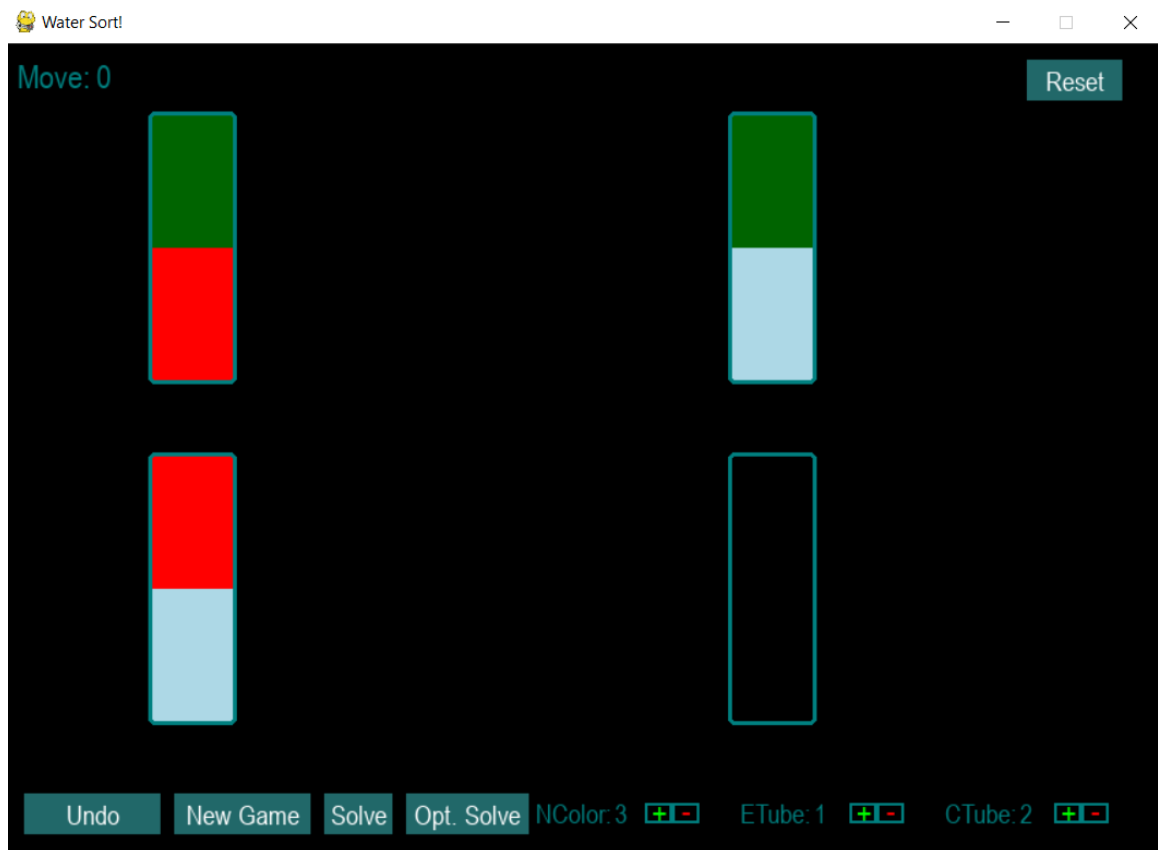 Water Sort!
Move: 0
Reset
Undo
New Game
Solve
Opt. Solve
NColor: 3
+ -
ETube: 1
+ -
CTube: 2
+ -